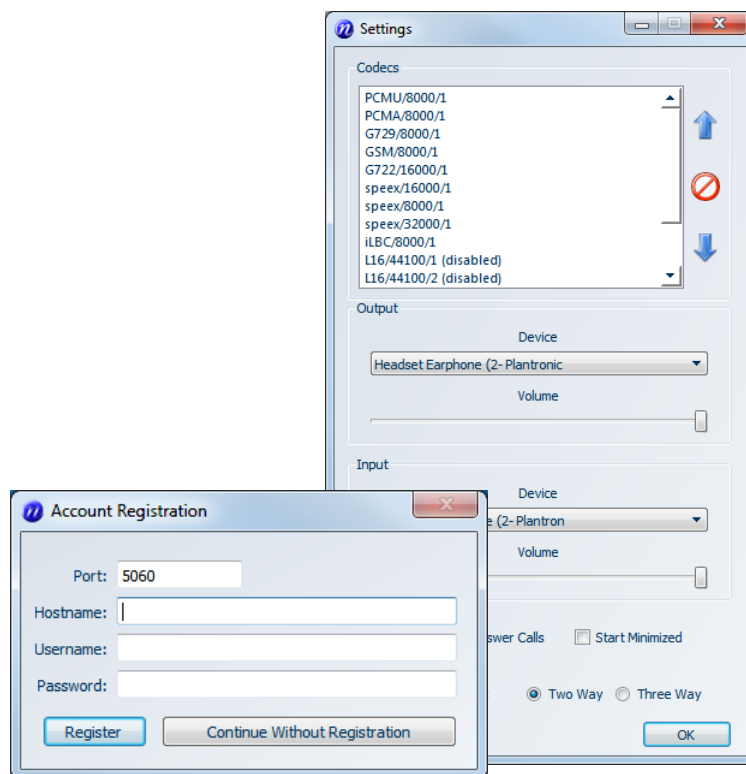 Settings
Codecs
PCMU/8000/1
PCMA/8000/1
G729/8000/1
GSM/8000/1
G722/16000/1
speex/16000/1
speex/8000/1
speex/32000/1
iLBC/8000/1
L16/44100/1 (disabled)
L16/44100/2 (disabled)
Output
Device
Headset Earphone (2- Plantronic
Volume
Input
Device
(2- Plantron
Volume
Calls Start Minimized
Two Way Three Way
OK
Account Registration
Port: 5060
Hostname:
Username:
Password:
Register Continue Without Registration